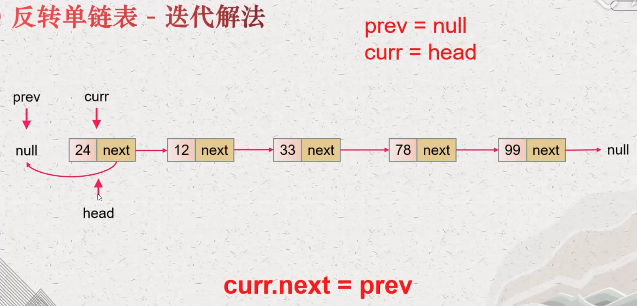 反转单链表 - 迭代解法
prev = null
curr = head
prev
curr
null
24 next
12 next
33 next
78 next
99 next
null
head
curr.next = prev